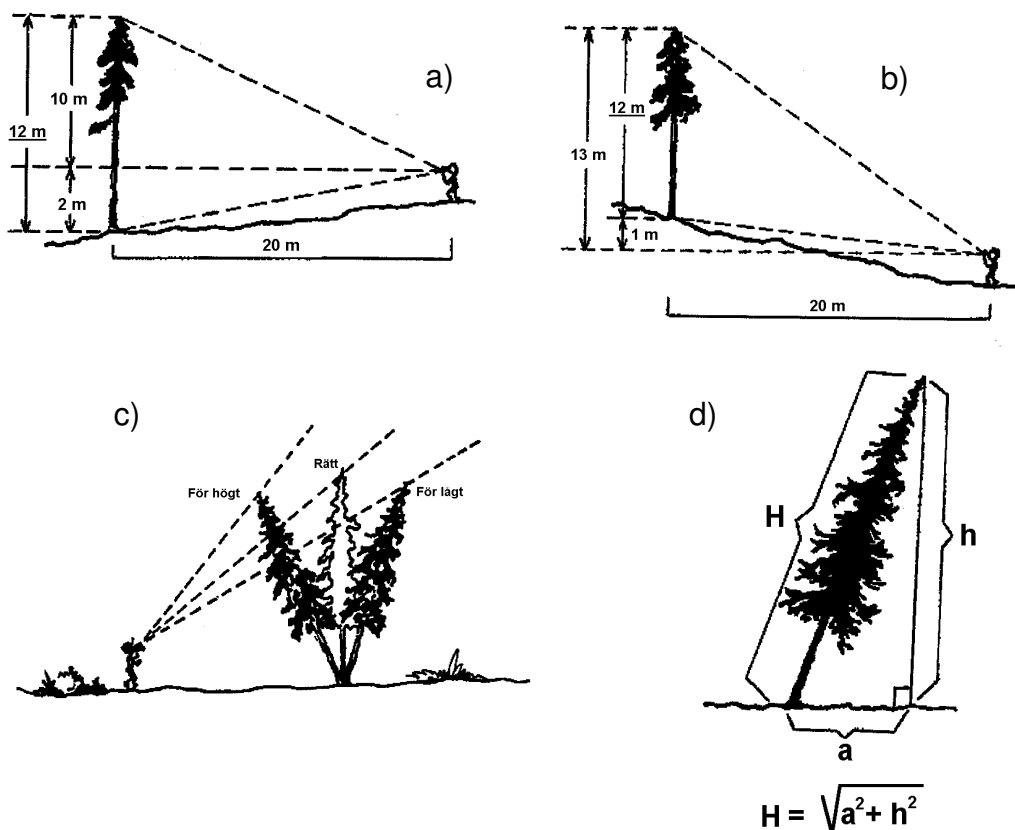 a)
10 m
12 m
2 m
20 m
b)
12 m
13 m
1 m
20 m
c)
För högt
Rätt
För lågt
d)
H
h
a
H = √a²+ h²